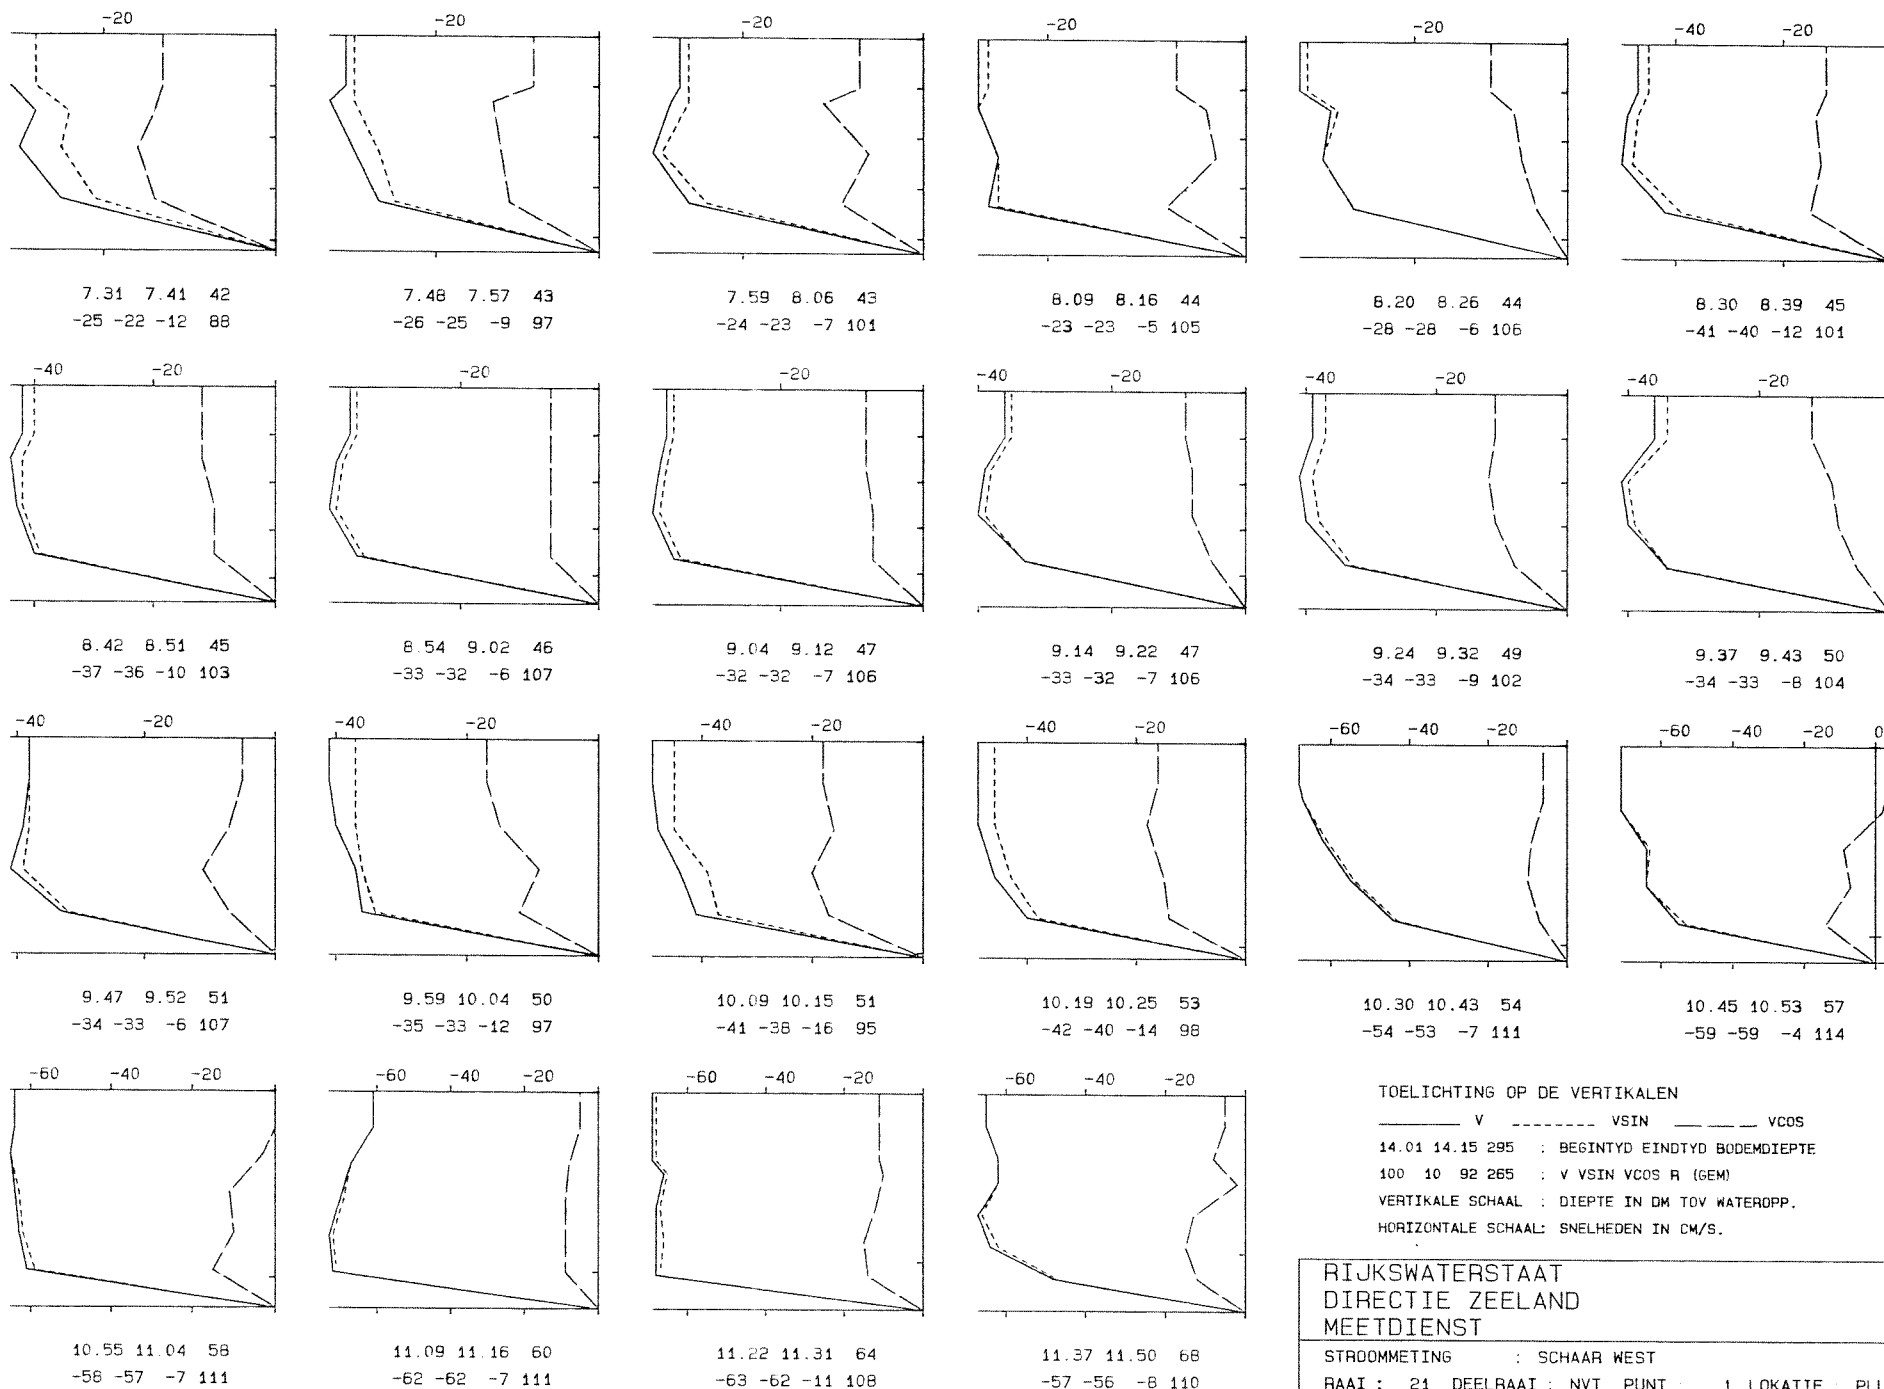 -20 -20 -20 -20 -20 -40 -20
7.31 7.41 42 7.48 7.57 43 7.59 8.06 43 8.09 8.16 44 8.20 8.26 44 8.30 8.39 45
-25 -22 -12 88 -26 -25 -9 97 -24 -23 -7 101 -23 -23 -5 105 -28 -28 -6 106 -41 -40 -12 101
-40 -20 -20 -20 -40 -20 -40 -20 -40 -20
8.42 8.51 45 8.54 9.02 46 9.04 9.12 47 9.14 9.22 47 9.24 9.32 49 9.37 9.43 50
-37 -36 -10 103 -33 -32 -6 107 -32 -32 -7 106 -33 -32 -7 106 -34 -33 -9 102 -34 -33 -8 104
-40 -20 -40 -20 -40 -20 -40 -20 -60 -40 -20 -60 -40 -20 0
9.47 9.52 51 9.59 10.04 50 10.09 10.15 51 10.19 10.25 53 10.30 10.43 54 10.45 10.53 57
-34 -33 -6 107 -35 -33 -12 97 -41 -38 -16 95 -42 -40 -14 98 -54 -53 -7 111 -59 -59 -4 114
-60 -40 -20 -60 -40 -20 -60 -40 -20 -60 -40 -20
10.55 11.04 58 11.09 11.16 60 11.22 11.31 64 11.37 11.50 68
-58 -57 -7 111 -62 -62 -7 111 -63 -62 -11 108 -57 -56 -8 110
TOELICHTING OP DE VERTIKALEN
V VSIN VCOS
14.01 14.15 295 : BEGINTYD EINDTYD BODEMDIEPTE
100 10 92 265 : V VSIN VCOS R (GEM)
VERTIKALE SCHAAL : DIEPTE IN DM TOV WATEROPP.
HORIZONTALE SCHAAL: SNELHEDEN IN CM/S.
RIJKSWATERSTAAT
DIRECTIE ZEELAND
MEETDIENST
STROOMMETING : SCHAAR WEST
RAAI : 21 DEELRAAI : NVT PUNT : 1 LOKATIE :